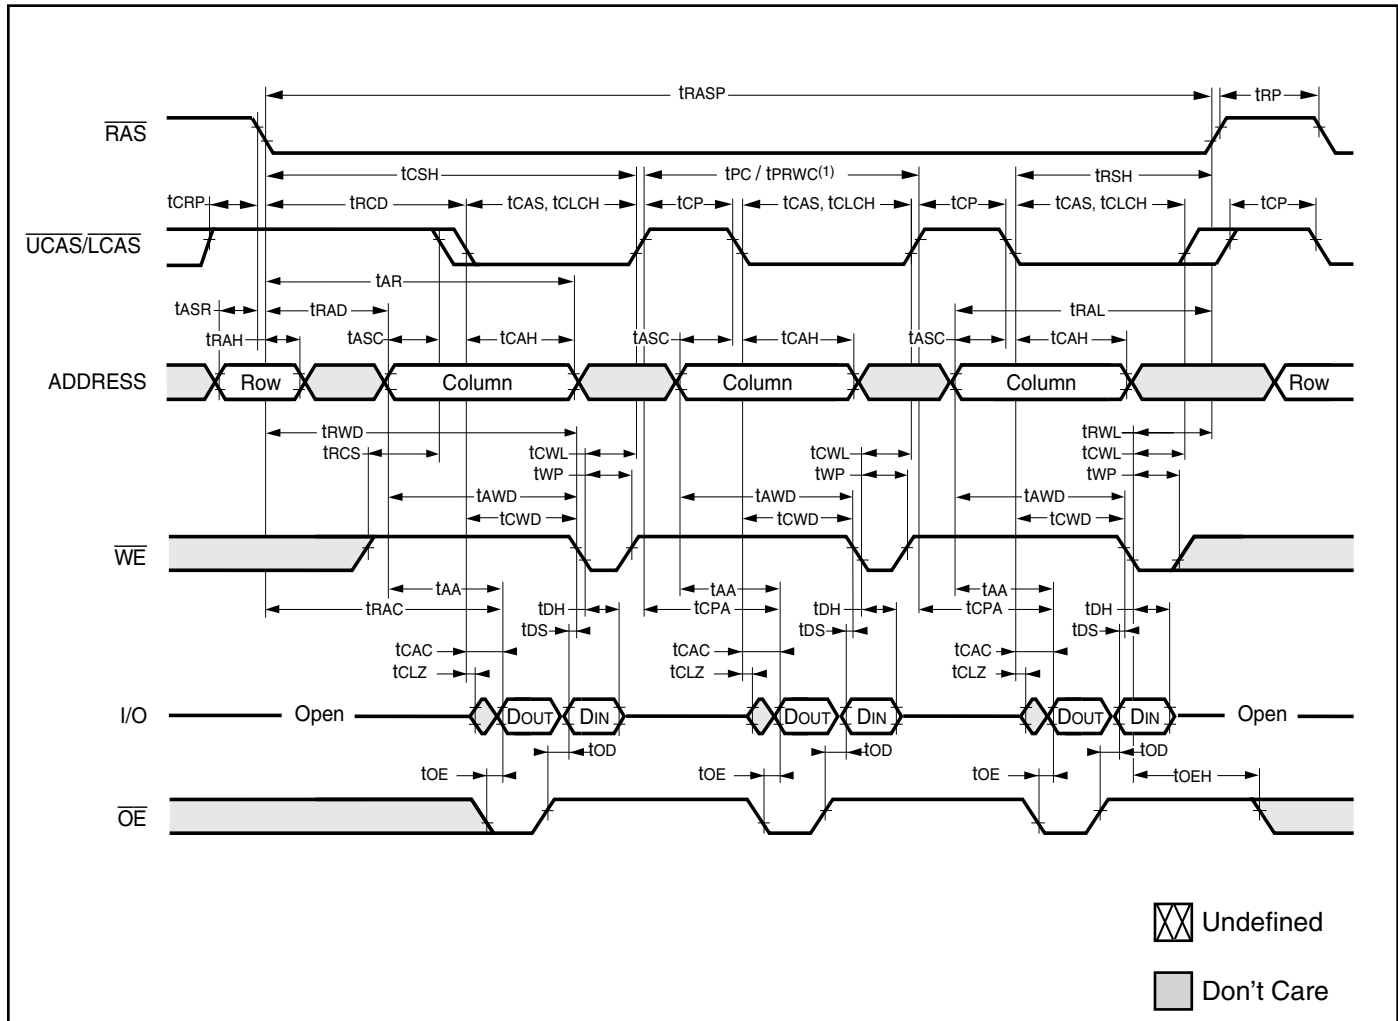 tRASP tRP
RAS
tCSH tPC / tPRWC(1) tRSH
tCRP tRCD tCAS, tCLCH tCP tCAS, tCLCH tCP tCAS, tCLCH tCP
UCAS/LCAS
tAR
tASR tRAD tRAL
tRAH tASC tCAH tASC tCAH tASC tCAH
ADDRESS Row Column Column Column Row
tRWD tCWL tCWL tRWL
tRCS tWP tWP tCWL
tWP
tAWD tAWD tAWD
tCWD tCWD tCWD
WE
tAA tAA tAA
tRAC tDH tCPA tDH tCPA tDH
tDS tDS tDS
tCAC tCAC tCAC
tCLZ tCLZ tCLZ
I/O Open DOUT DIN DOUT DIN DOUT DIN Open
tOD tOD tOD
tOE tOE tOE tOEH
OE
Undefined
Don't Care